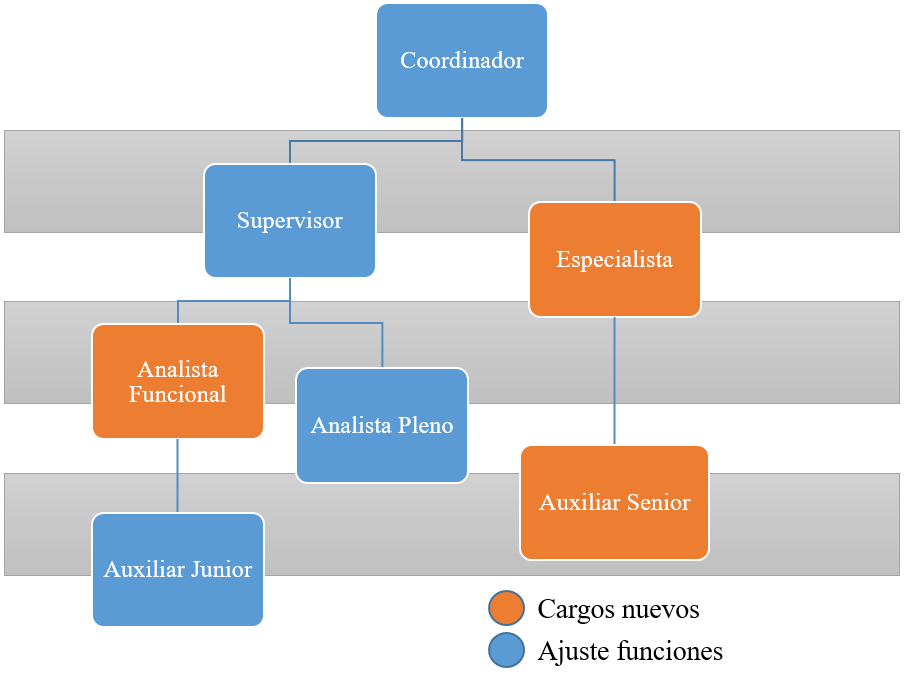 Coordinador
Supervisor
Especialista
Analista
Funcional
Analista Pleno
Auxiliar Senior
Auxiliar Junior
Cargos nuevos
Ajuste funciones